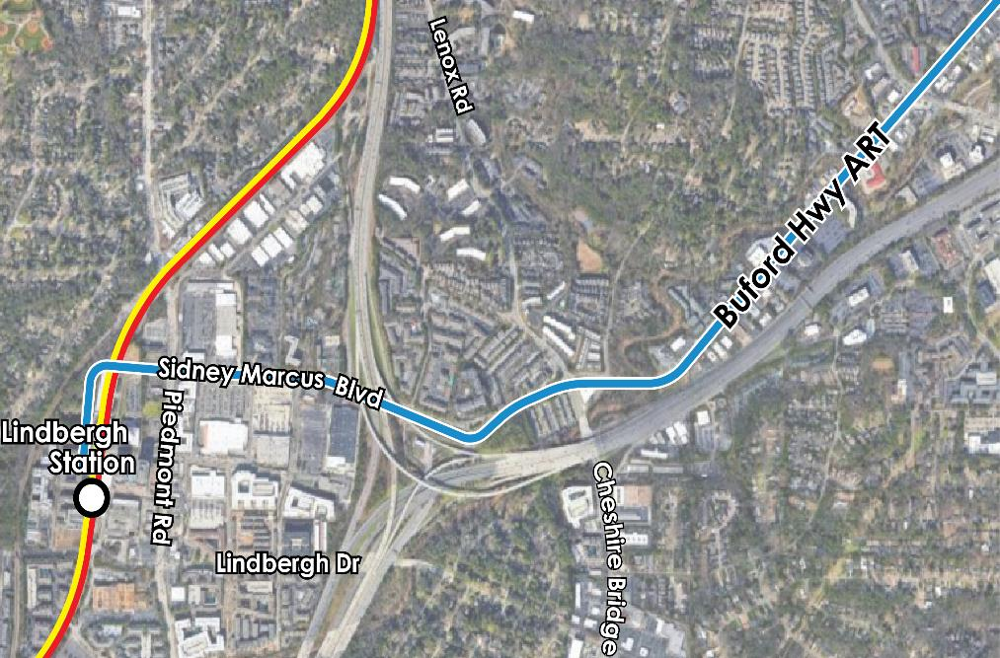 Lenox Rd
Buford Hwy ART
Sidney Marcus Blvd
Lindbergh
Station
Piedmont Rd
Cheshire Bridge
Lindbergh Dr